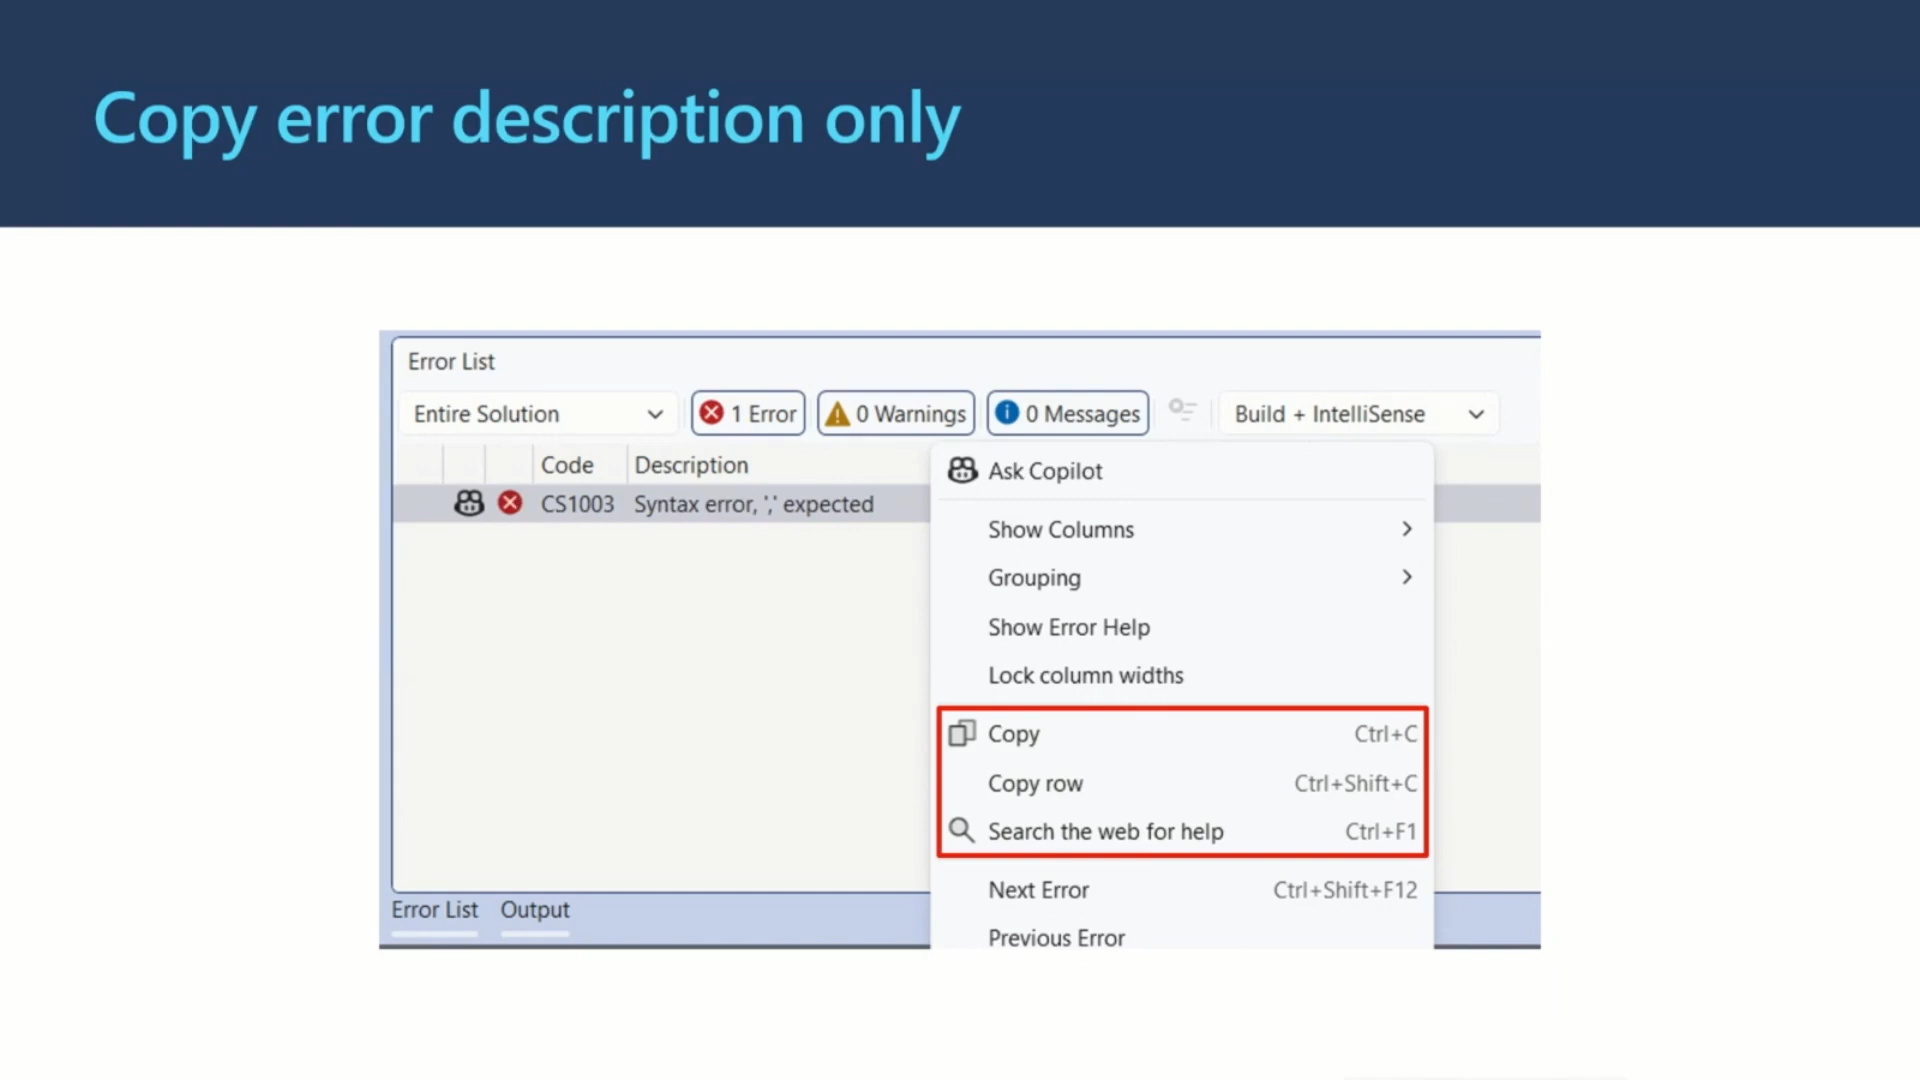 Copy error description only
Error List
Entire Solution 1 Error 0 Warnings 0 Messages Build + IntelliSense
Code Description
CS1003 Syntax error, ',' expected
Ask Copilot
Show Columns
Grouping
Show Error Help
Lock column widths
Copy Ctrl+C
Copy row Ctrl+Shift+C
Search the web for help Ctrl+F1
Next Error Ctrl+Shift+F12
Previous Error
Error List Output